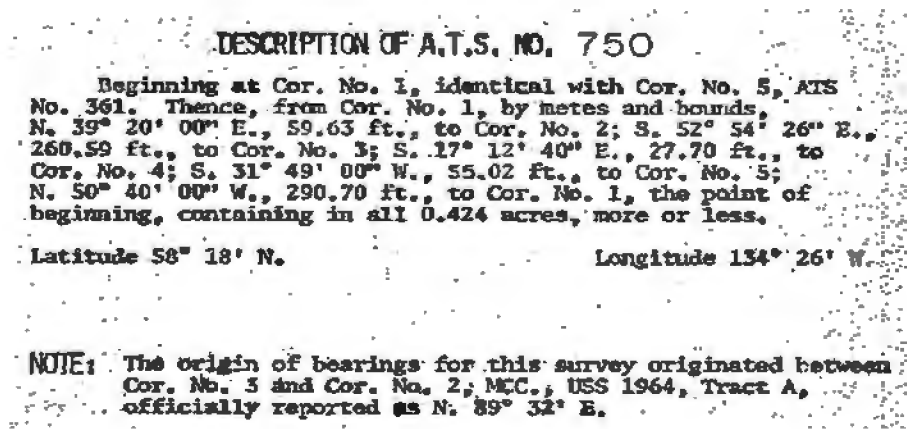 DESCRIPTION OF A.T.S. NO. 750
Beginning at Cor. No. 1, identical with Cor. No. 5, ATS
No. 361. Thence, from Cor. No. 1, by metes and bounds,
N. 39° 20' 00" E., 59.63 ft., to Cor. No. 2; S. 52° 54' 26" E.,
260.59 ft., to Cor. No. 3; S. 17° 12' 40" E., 27.70 ft., to
Cor. No. 4; S. 31° 49' 00" W., 55.02 ft., to Cor. No. 5;
N. 50° 40' 00" W., 290.70 ft., to Cor. No. 1, the point of
beginning, containing in all 0.424 acres, more or less.
Latitude 58° 18' N. Longitude 134° 26' W.
NOTE: The origin of bearings for this survey originated between
Cor. No. 3 and Cor. No. 2, MCC., USS 1964, Tract A,
officially reported as N. 89° 32' E.